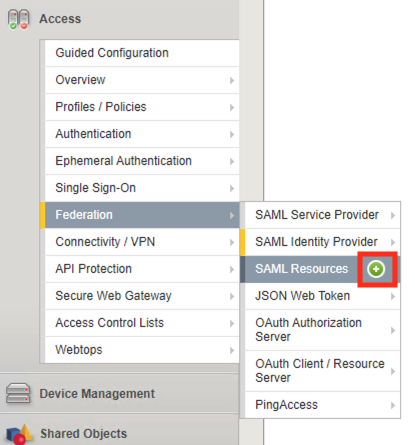 Access
Guided Configuration
Overview
Profiles / Policies
Authentication
Ephemeral Authentication
Single Sign-On
Federation
Connectivity / VPN
API Protection
Secure Web Gateway
Access Control Lists
Webtops
SAML Service Provider
SAML Identity Provider
SAML Resources
JSON Web Token
OAuth Authorization
Server
OAuth Client / Resource
Server
PingAccess
Device Management
Shared Objects